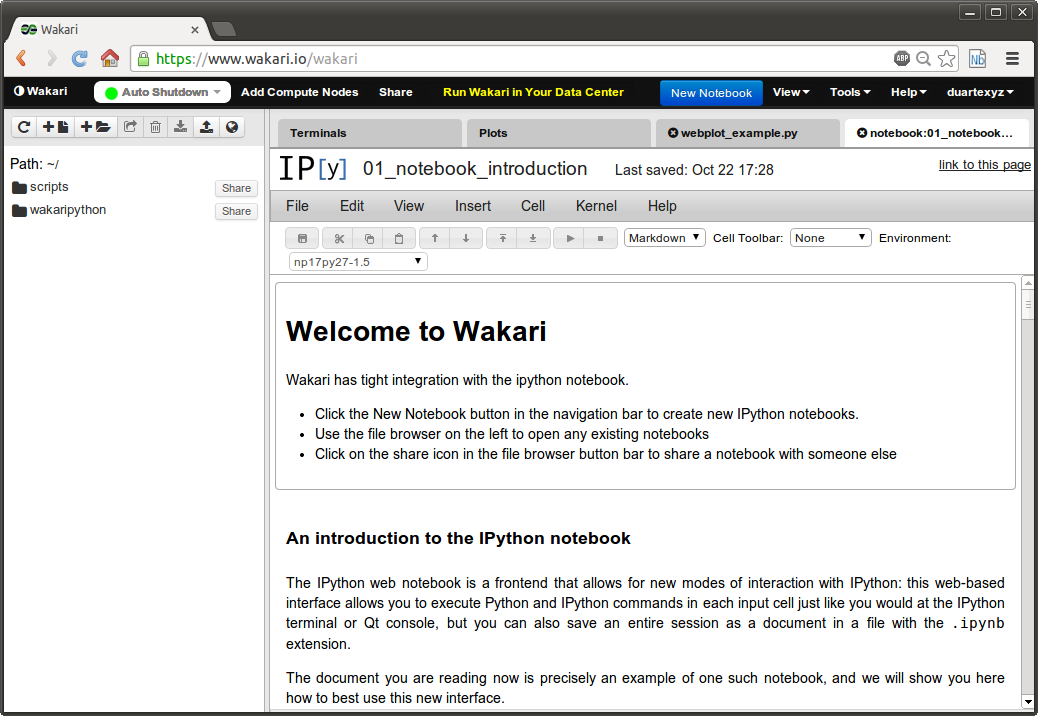 Wakari
https://www.wakari.io/wakari
ABP
Nb
Wakari Auto Shutdown Add Compute Nodes Share Run Wakari in Your Data Center New Notebook View Tools Help duartexyz
Terminals Plots webplot_example.py notebook:01_notebook...
Path: ~/
scripts Share
wakaripython Share
IP[y] 01_notebook_introduction Last saved: Oct 22 17:28 link to this page
File Edit View Insert Cell Kernel Help
Markdown Cell Toolbar: None Environment:
np17py27-1.5
Welcome to Wakari
Wakari has tight integration with the ipython notebook.
• Click the New Notebook button in the navigation bar to create new IPython notebooks.
• Use the file browser on the left to open any existing notebooks
• Click on the share icon in the file browser button bar to share a notebook with someone else
An introduction to the IPython notebook
The IPython web notebook is a frontend that allows for new modes of interaction with IPython: this web-based
interface allows you to execute Python and IPython commands in each input cell just like you would at the IPython
terminal or Qt console, but you can also save an entire session as a document in a file with the .ipynb
extension.
The document you are reading now is precisely an example of one such notebook, and we will show you here
how to best use this new interface.